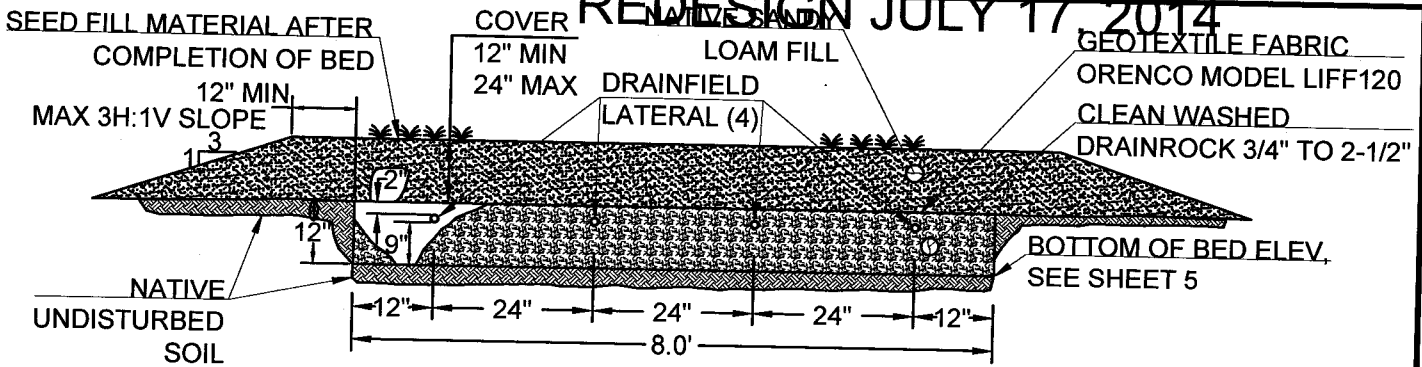 REDESIGN JULY 17, 2014
SEED FILL MATERIAL AFTER
COMPLETION OF BED
COVER
12" MIN
24" MAX
NATIVE SANDY
LOAM FILL
GEOTEXTILE FABRIC
ORENCO MODEL LIFF120
12" MIN
MAX 3H:1V SLOPE
DRAINFIELD
LATERAL (4)
CLEAN WASHED
DRAINROCK 3/4" TO 2-1/2"
3
1
2"
12"
9"
BOTTOM OF BED ELEV,
SEE SHEET 5
NATIVE
UNDISTURBED
SOIL
12" 24" 24" 24" 12"
8.0'